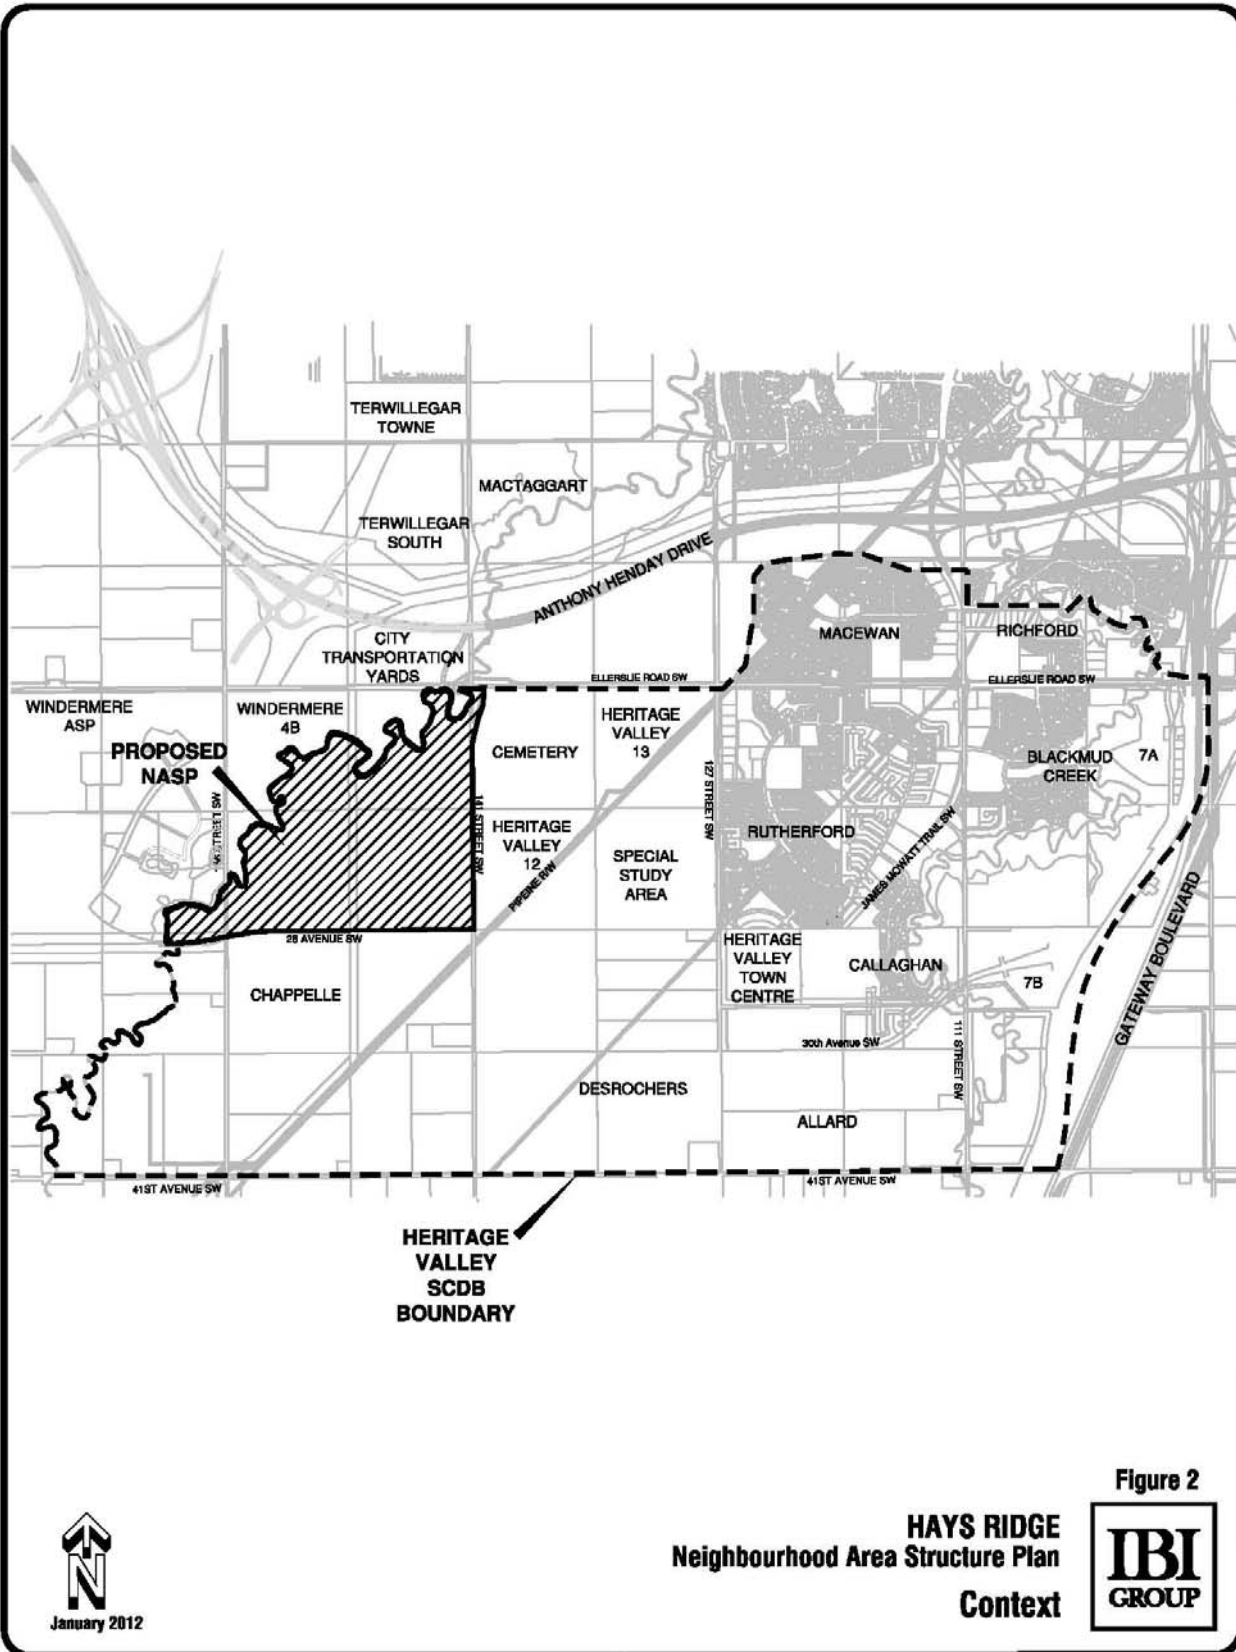 TERWILLEGAR
TOWNE
MACTAGGART
TERWILLEGAR
SOUTH
ANTHONY HENDAY DRIVE
CITY
TRANSPORTATION
YARDS
MACEWAN
RICHFORD
ELLERSLIE ROAD SW
ELLERSLIE ROAD SW
WINDERMERE
ASP
WINDERMERE
4B
PROPOSED
NASP
CEMETERY
HERITAGE
VALLEY
13
BLACKMUD
CREEK
7A
127 STREET SW
STREET SW
141 STREET SW
HERITAGE
VALLEY
12
PIPELINE R/W
SPECIAL
STUDY
AREA
RUTHERFORD
JAMES MOWATT TRAIL SW
GATEWAY BOULEVARD
28 AVENUE SW
CHAPPELLE
HERITAGE
VALLEY
TOWN
CENTRE
CALLAGHAN
7B
30th Avenue SW
111 STREET SW
DESROCHERS
ALLARD
41ST AVENUE SW
41ST AVENUE SW
HERITAGE
VALLEY
SCDB
BOUNDARY
Figure 2
HAYS RIDGE
Neighbourhood Area Structure Plan
Context
IBI
GROUP
N
January 2012